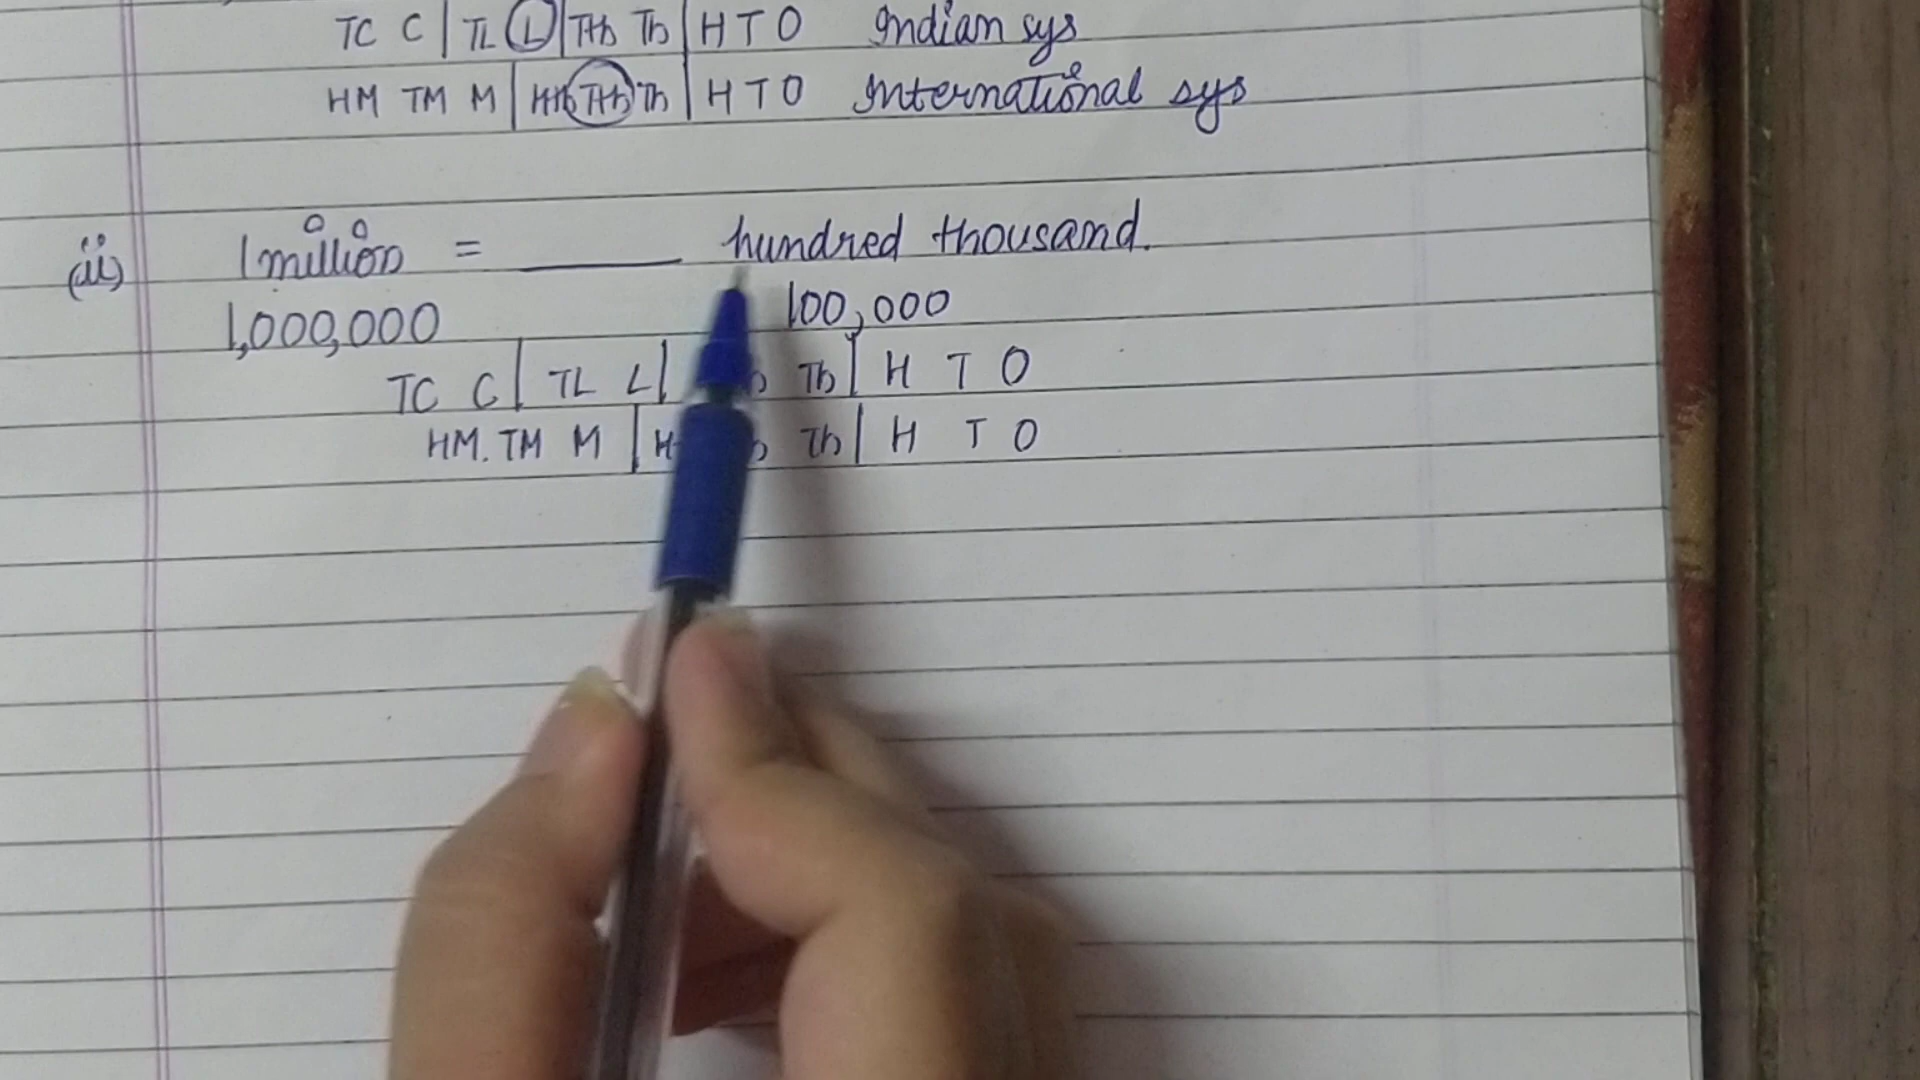 TC C | TL L | TTh Th | H T O Indian sys
HM TM M | HTh TTh Th | H T O International sys
(ii) 1 million = ______ hundred thousand.
1,000,000 100,000
TC C | TL L | Th | H T O
HM. TM M | H Th | H T O